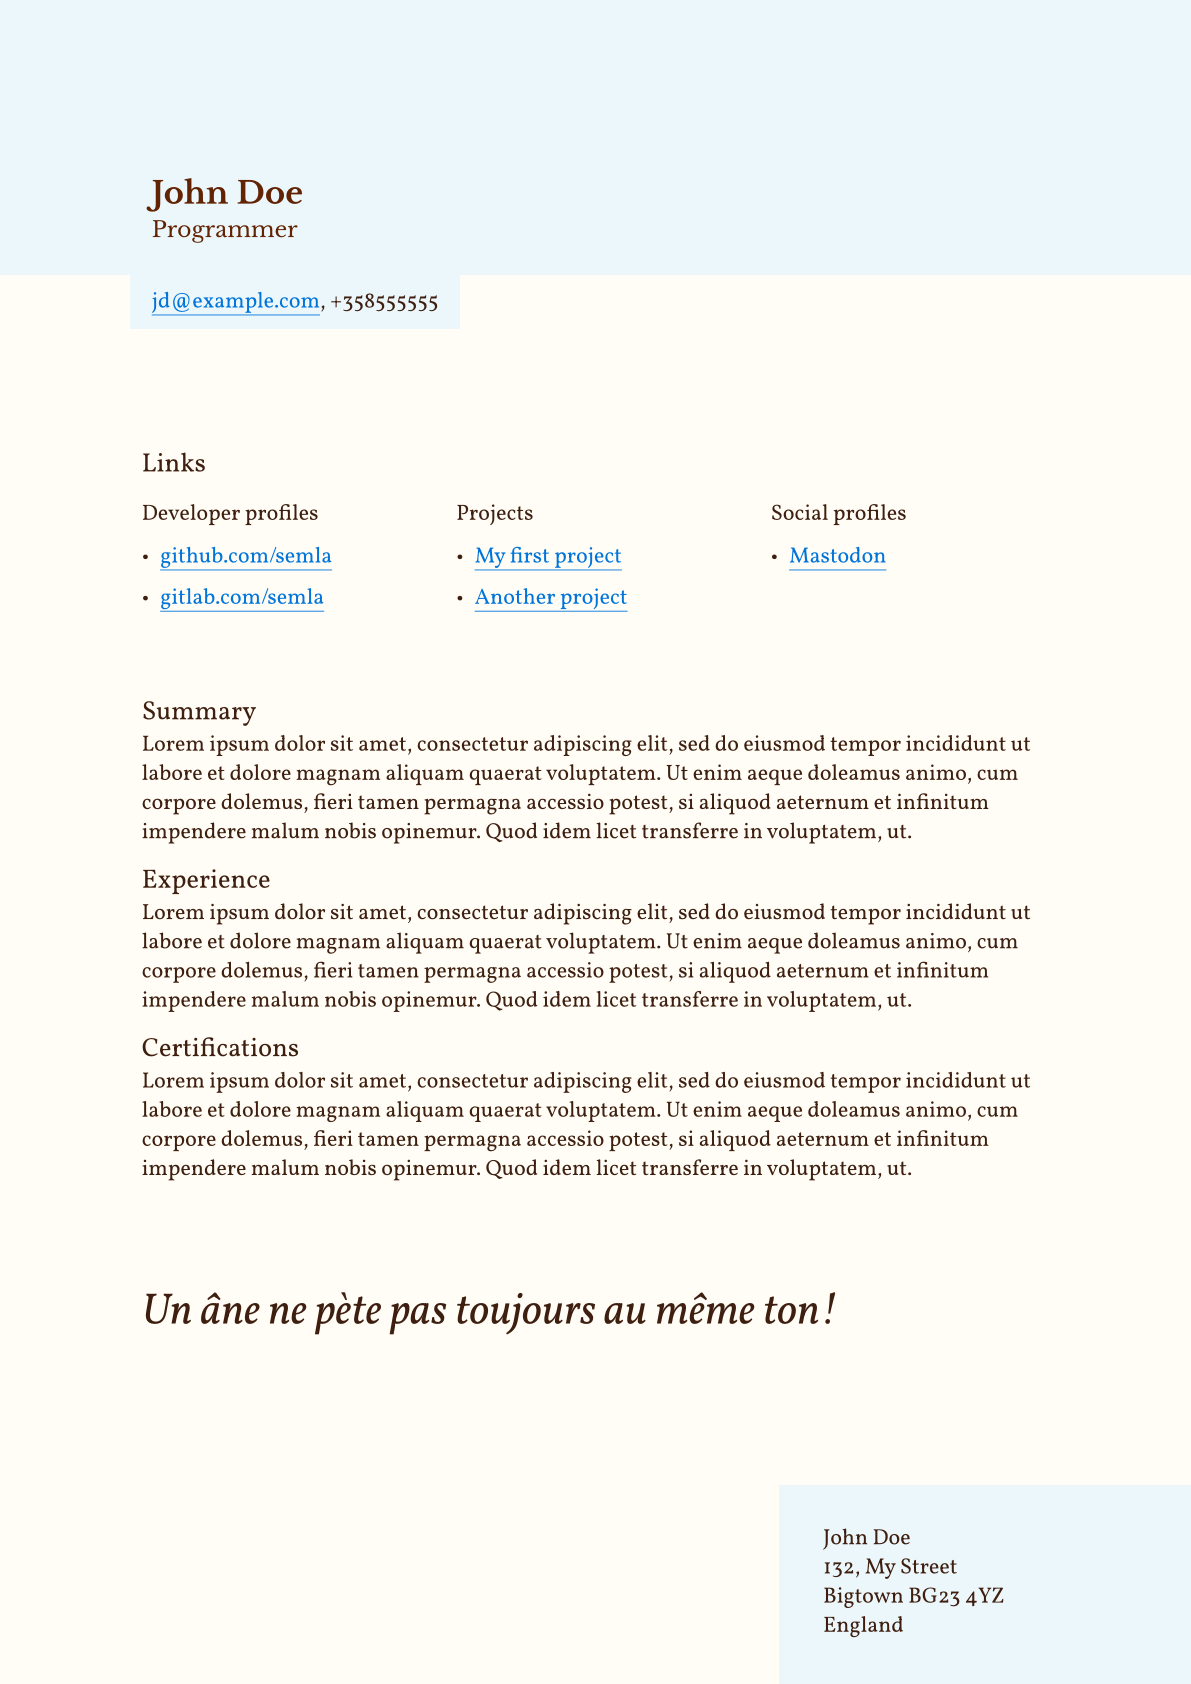 John Doe
Programmer
jd@example.com, +358555555
Links
Developer profiles
• github.com/semla
• gitlab.com/semla
Projects
• My first project
• Another project
Social profiles
• Mastodon
Summary
Lorem ipsum dolor sit amet, consectetur adipiscing elit, sed do eiusmod tempor incididunt ut
labore et dolore magnam aliquam quaerat voluptatem. Ut enim aeque doleamus animo, cum
corpore dolemus, fieri tamen permagna accessio potest, si aliquod aeternum et infinitum
impendere malum nobis opinemur. Quod idem licet transferre in voluptatem, ut.
Experience
Lorem ipsum dolor sit amet, consectetur adipiscing elit, sed do eiusmod tempor incididunt ut
labore et dolore magnam aliquam quaerat voluptatem. Ut enim aeque doleamus animo, cum
corpore dolemus, fieri tamen permagna accessio potest, si aliquod aeternum et infinitum
impendere malum nobis opinemur. Quod idem licet transferre in voluptatem, ut.
Certifications
Lorem ipsum dolor sit amet, consectetur adipiscing elit, sed do eiusmod tempor incididunt ut
labore et dolore magnam aliquam quaerat voluptatem. Ut enim aeque doleamus animo, cum
corpore dolemus, fieri tamen permagna accessio potest, si aliquod aeternum et infinitum
impendere malum nobis opinemur. Quod idem licet transferre in voluptatem, ut.
Un âne ne pète pas toujours au même ton !
John Doe
132, My Street
Bigtown BG23 4YZ
England